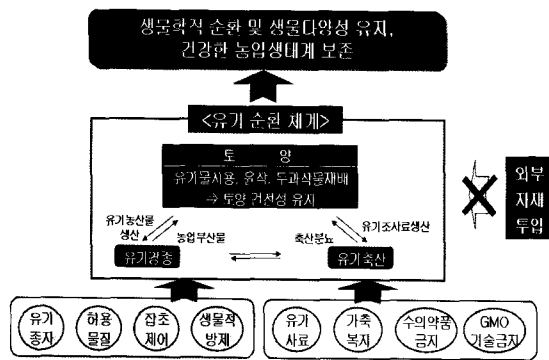 생물학적 순환 및 생물다양성 유지,
건강한 농업생태계 보존
<유기 순환 체계>
토 양
유기물시용, 윤작, 두과식물재배
→ 토양 건전성 유지
유기농산물
생산
농업부산물
축산분뇨
유기조사료생산
유기경종
유기축산
외부
자재
투입
유기
종자
허용
물질
잡초
제어
생물적
방제
유기
사료
가축
복지
수의약품
금지
GMO
기술금지